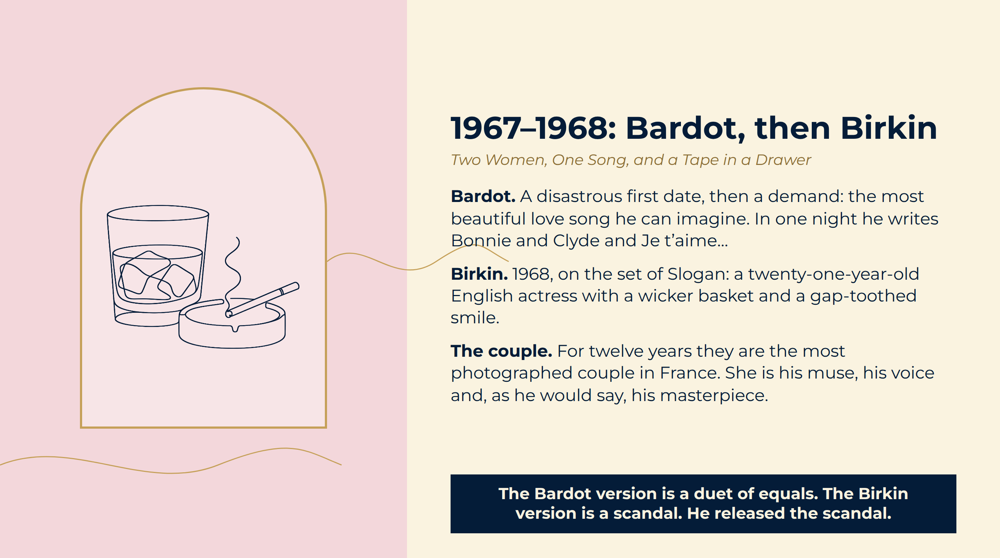 1967–1968: Bardot, then Birkin
Two Women, One Song, and a Tape in a Drawer
Bardot. A disastrous first date, then a demand: the most
beautiful love song he can imagine. In one night he writes
Bonnie and Clyde and Je t’aime…
Birkin. 1968, on the set of Slogan: a twenty-one-year-old
English actress with a wicker basket and a gap-toothed
smile.
The couple. For twelve years they are the most
photographed couple in France. She is his muse, his voice
and, as he would say, his masterpiece.
The Bardot version is a duet of equals. The Birkin
version is a scandal. He released the scandal.